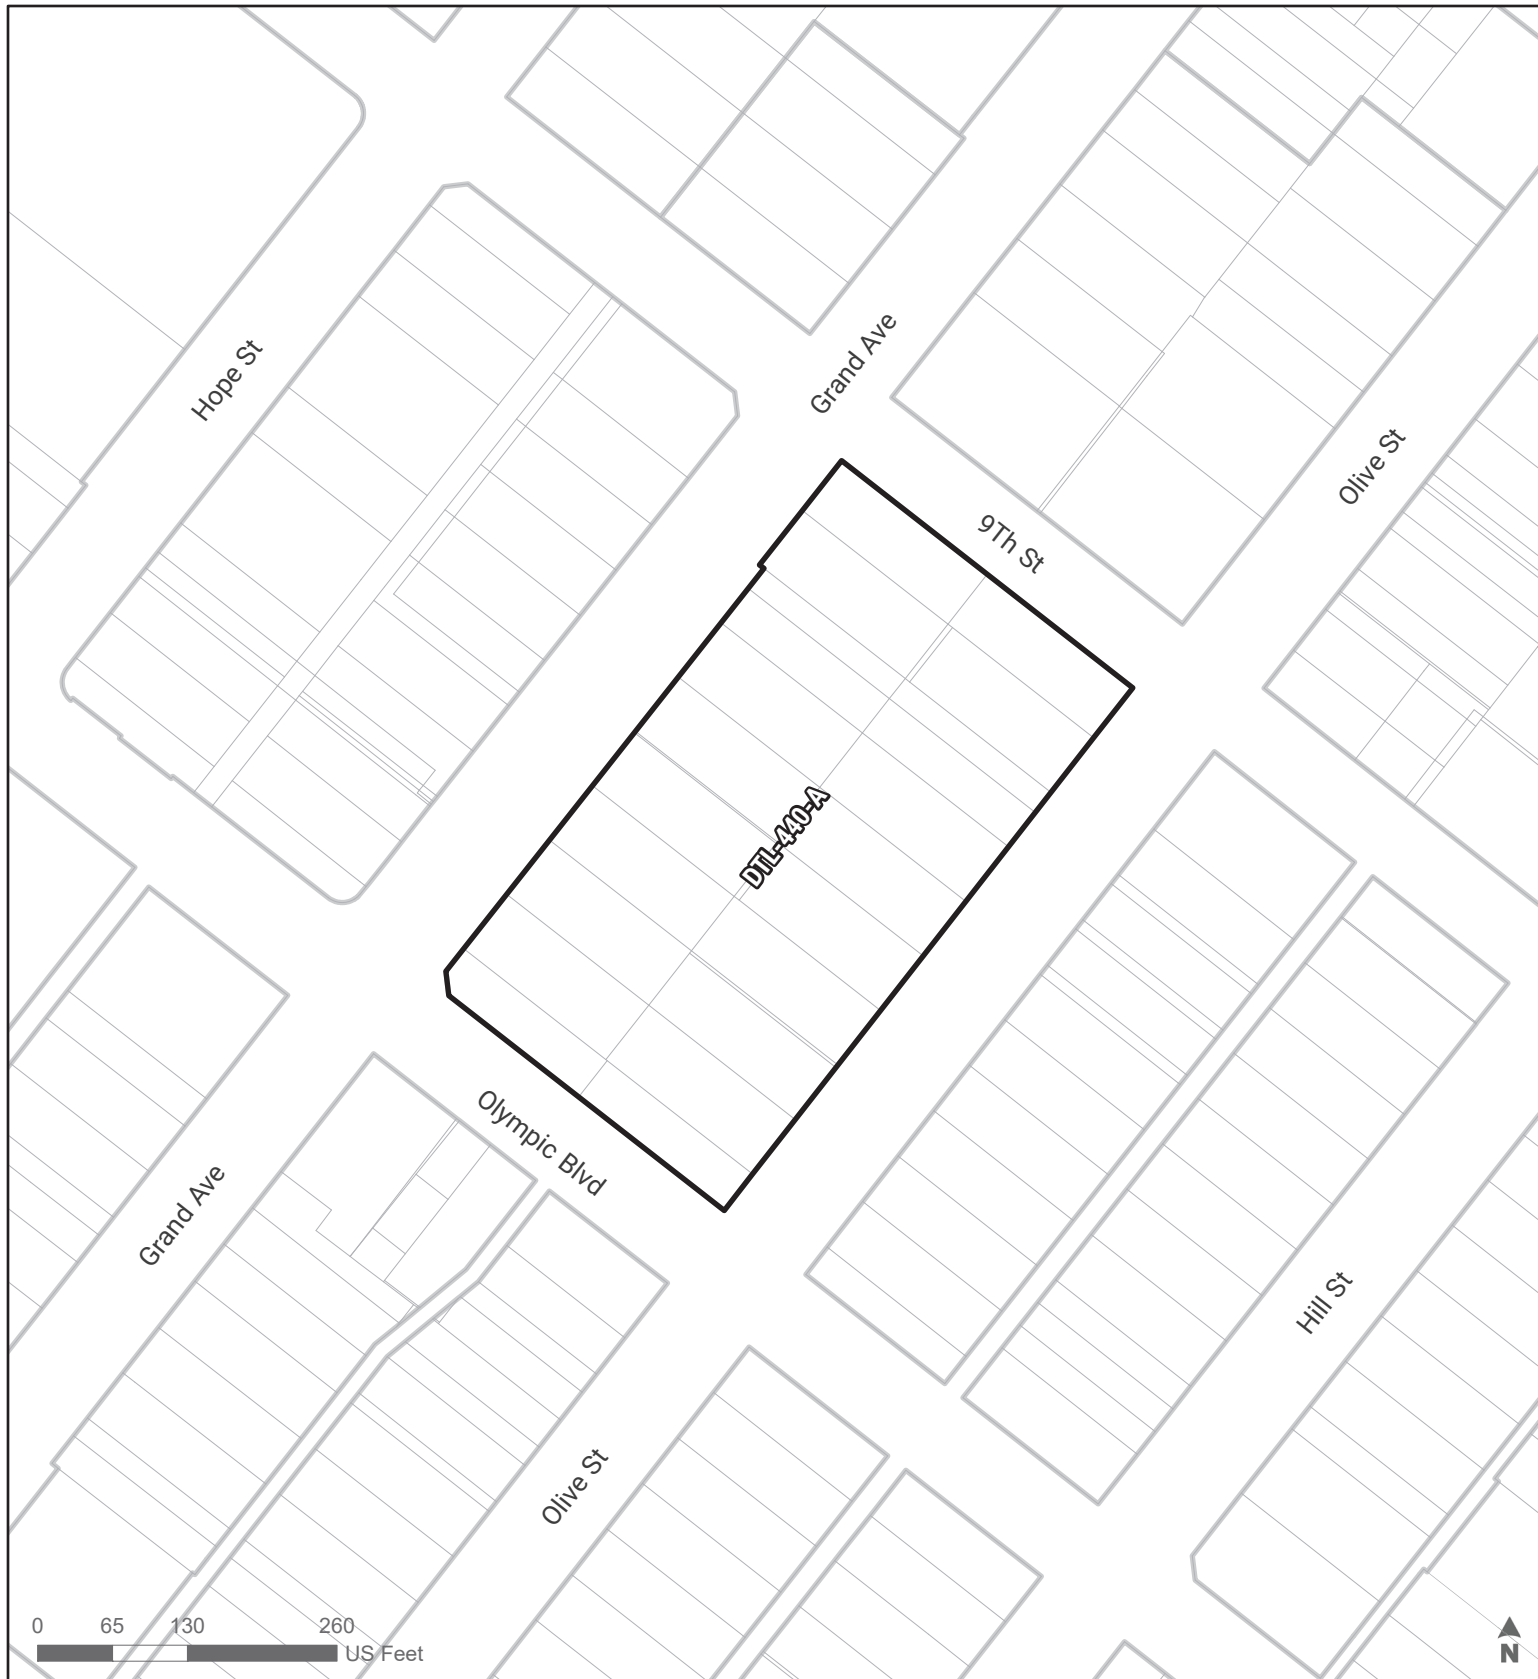 Grand Ave
Hope St
Olive St
9Th St
DTL-440-A
Olympic Blvd
Grand Ave
Hill St
Olive St
0 65 130 260
US Feet
N